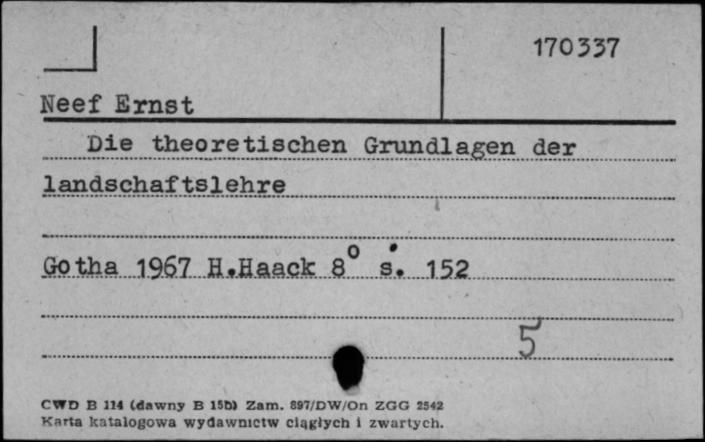 170337
Neef Ernst
Die theoretischen Grundlagen der
landschaftslehre
Gotha 1967 H.Haack 8° s. 152
5
CWD B 114 (dawny B 15b) Zam. 897/DW/On ZGG 2542
Karta katalogowa wydawnictw ciągłych i zwartych.